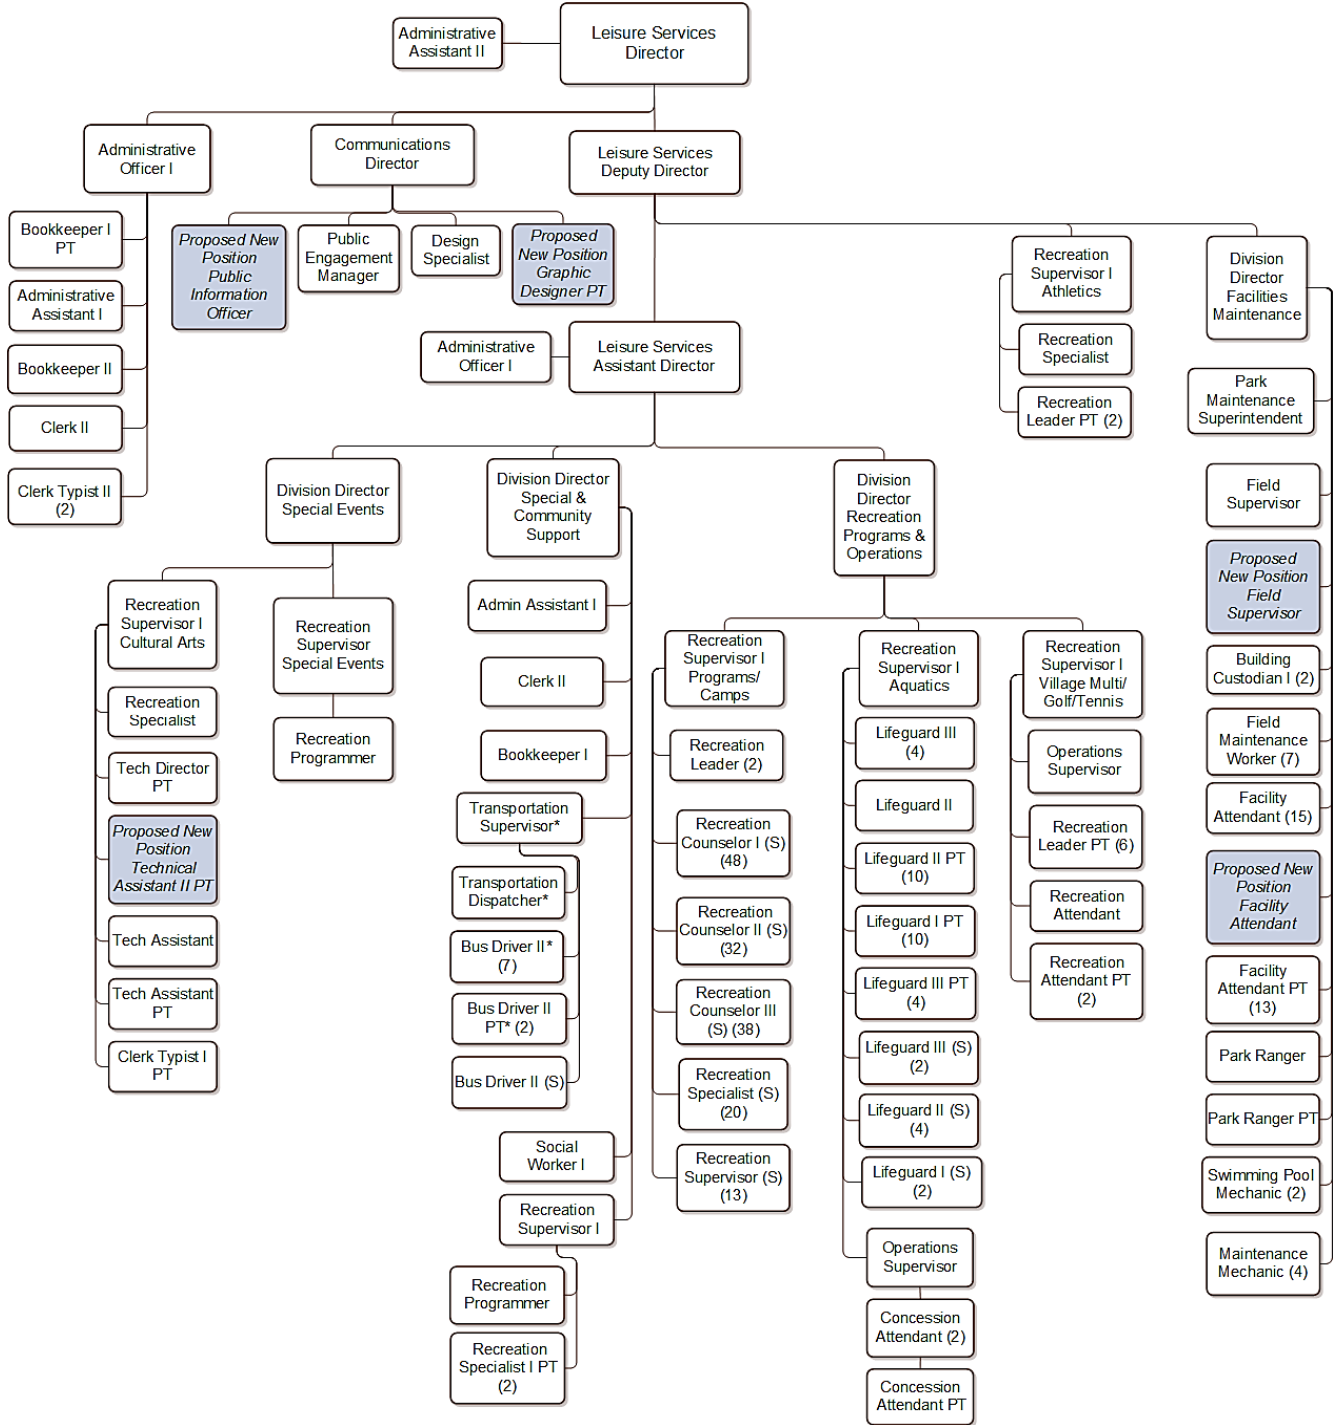 Administrative
Assistant II
Leisure Services
Director
Administrative
Officer I
Communications
Director
Leisure Services
Deputy Director
Bookkeeper I
PT
Administrative
Assistant I
Bookkeeper II
Clerk II
Clerk Typist II
(2)
Proposed New
Position
Public
Information
Officer
Public
Engagement
Manager
Design
Specialist
Proposed
New Position
Graphic
Designer PT
Recreation
Supervisor I
Athletics
Recreation
Specialist
Recreation
Leader PT (2)
Division
Director
Facilities
Maintenance
Administrative
Officer I
Leisure Services
Assistant Director
Park
Maintenance
Superintendent
Field
Supervisor
Proposed
New Position
Field
Supervisor
Building
Custodian I (2)
Field
Maintenance
Worker (7)
Facility
Attendant (15)
Proposed New
Position
Facility
Attendant
Facility
Attendant PT
(13)
Park Ranger
Park Ranger PT
Swimming Pool
Mechanic (2)
Maintenance
Mechanic (4)
Division Director
Special Events
Division Director
Special &
Community
Support
Division
Director
Recreation
Programs &
Operations
Recreation
Supervisor I
Cultural Arts
Recreation
Specialist
Tech Director
PT
Proposed New
Position
Technical
Assistant II PT
Tech Assistant
Tech Assistant
PT
Clerk Typist I
PT
Recreation
Supervisor
Special Events
Recreation
Programmer
Admin Assistant I
Clerk II
Bookkeeper I
Transportation
Supervisor*
Transportation
Dispatcher*
Bus Driver II*
(7)
Bus Driver II
PT* (2)
Bus Driver II (S)
Social
Worker I
Recreation
Supervisor I
Recreation
Programmer
Recreation
Specialist I PT
(2)
Recreation
Supervisor I
Programs/
Camps
Recreation
Leader (2)
Recreation
Counselor I (S)
(48)
Recreation
Counselor II (S)
(32)
Recreation
Counselor III
(S) (38)
Recreation
Specialist (S)
(20)
Recreation
Supervisor (S)
(13)
Recreation
Supervisor I
Aquatics
Lifeguard III
(4)
Lifeguard II
Lifeguard II PT
(10)
Lifeguard I PT
(10)
Lifeguard III PT
(4)
Lifeguard III (S)
(2)
Lifeguard II (S)
(4)
Lifeguard I (S)
(2)
Operations
Supervisor
Concession
Attendant (2)
Concession
Attendant PT
Recreation
Supervisor I
Village Multi/
Golf/Tennis
Operations
Supervisor
Recreation
Leader PT (6)
Recreation
Attendant
Recreation
Attendant PT
(2)